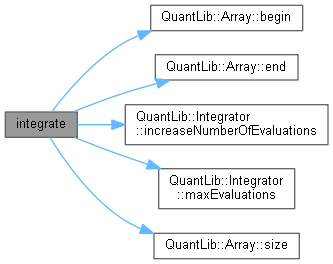 QuantLib::Array::begin
QuantLib::Array::end
integrate
QuantLib::Integrator
::increaseNumberOfEvaluations
QuantLib::Integrator
::maxEvaluations
QuantLib::Array::size